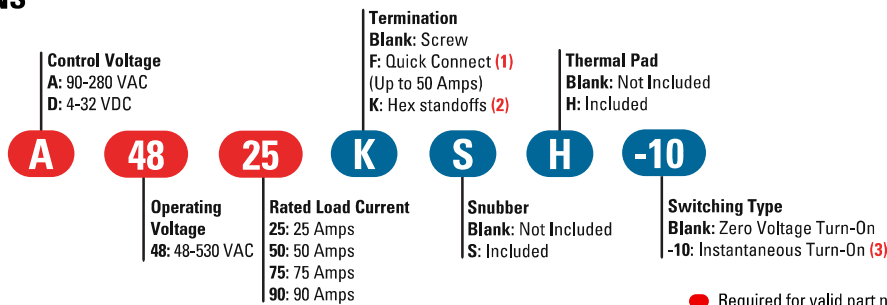 Termination
Blank: Screw
F: Quick Connect (1)
(Up to 50 Amps)
K: Hex standoffs (2)
Control Voltage
A: 90-280 VAC
D: 4-32 VDC
Thermal Pad
Blank: Not Included
H: Included
A 48 25 K S H -10
Operating
Voltage
48: 48-530 VAC
Rated Load Current
25: 25 Amps
50: 50 Amps
75: 75 Amps
90: 90 Amps
Snubber
Blank: Not Included
S: Included
Switching Type
Blank: Zero Voltage Turn-On
-10: Instantaneous Turn-On (3)
Required for valid part